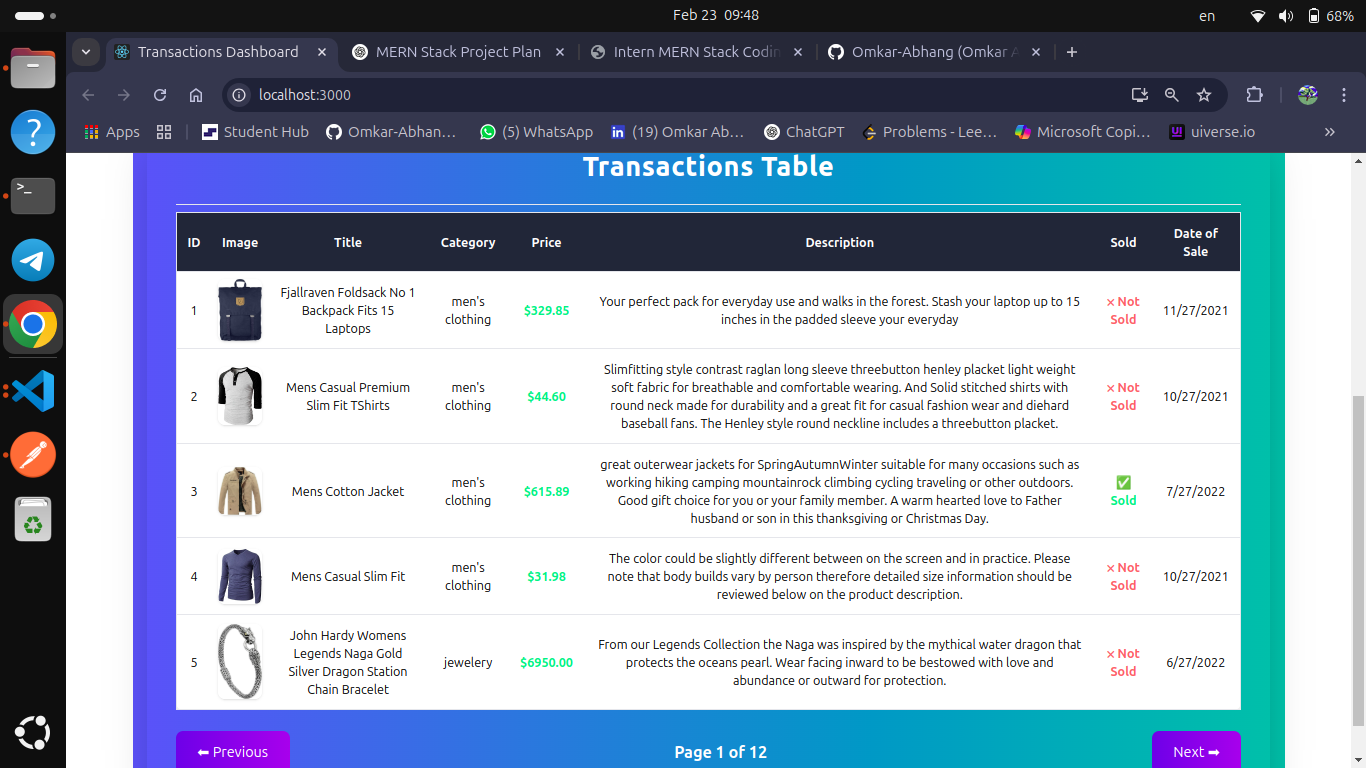 Feb 23 09:48
en
68%
Transactions Dashboard
MERN Stack Project Plan
Intern MERN Stack Codin
Omkar-Abhang (Omkar A
localhost:3000
Apps
Student Hub
Omkar-Abhan...
(5) WhatsApp
(19) Omkar Ab...
ChatGPT
Problems - Lee...
Microsoft Copi...
uiverse.io
Transactions Table
ID Image Title Category Price Description Sold Date of
Sale
1
Fjallraven Foldsack No 1
Backpack Fits 15
Laptops
men's
clothing
$329.85
Your perfect pack for everyday use and walks in the forest. Stash your laptop up to 15
inches in the padded sleeve your everyday
× Not
Sold
11/27/2021
2
Mens Casual Premium
Slim Fit TShirts
men's
clothing
$44.60
Slimfitting style contrast raglan long sleeve threebutton henley placket light weight
soft fabric for breathable and comfortable wearing. And Solid stitched shirts with
round neck made for durability and a great fit for casual fashion wear and diehard
baseball fans. The Henley style round neckline includes a threebutton placket.
× Not
Sold
10/27/2021
3
Mens Cotton Jacket
men's
clothing
$615.89
great outerwear jackets for SpringAutumnWinter suitable for many occasions such as
working hiking camping mountainrock climbing cycling traveling or other outdoors.
Good gift choice for you or your family member. A warm hearted love to Father
husband or son in this thanksgiving or Christmas Day.
✅
Sold
7/27/2022
4
Mens Casual Slim Fit
men's
clothing
$31.98
The color could be slightly different between on the screen and in practice. Please
note that body builds vary by person therefore detailed size information should be
reviewed below on the product description.
× Not
Sold
10/27/2021
5
John Hardy Womens
Legends Naga Gold
Silver Dragon Station
Chain Bracelet
jewelery
$6950.00
From our Legends Collection the Naga was inspired by the mythical water dragon that
protects the oceans pearl. Wear facing inward to be bestowed with love and
abundance or outward for protection.
× Not
Sold
6/27/2022
⬅ Previous
Page 1 of 12
Next ➡